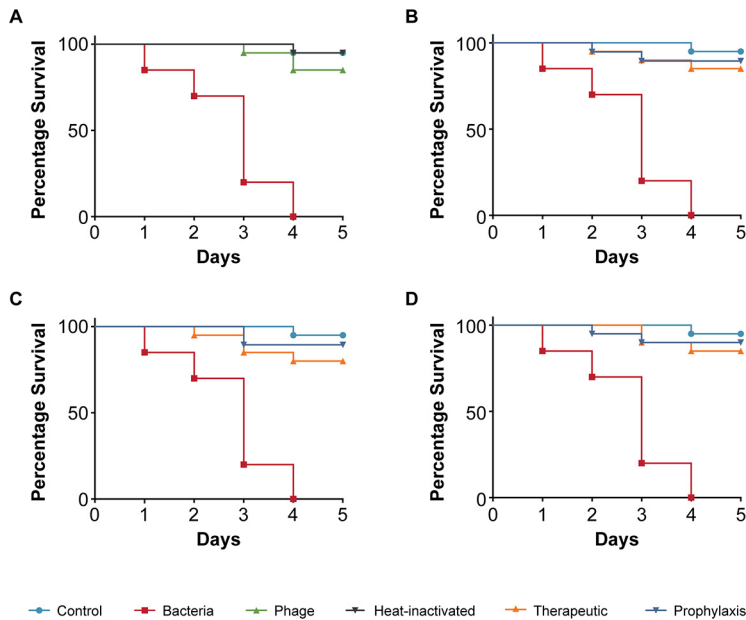 A
Percentage Survival
100
50
0
0 1 2 3 4 5
Days
B
Percentage Survival
100
50
0
0 1 2 3 4 5
Days
C
Percentage Survival
100
50
0
0 1 2 3 4 5
Days
D
Percentage Survival
100
50
0
0 1 2 3 4 5
Days
Control Bacteria Phage Heat-inactivated Therapeutic Prophylaxis